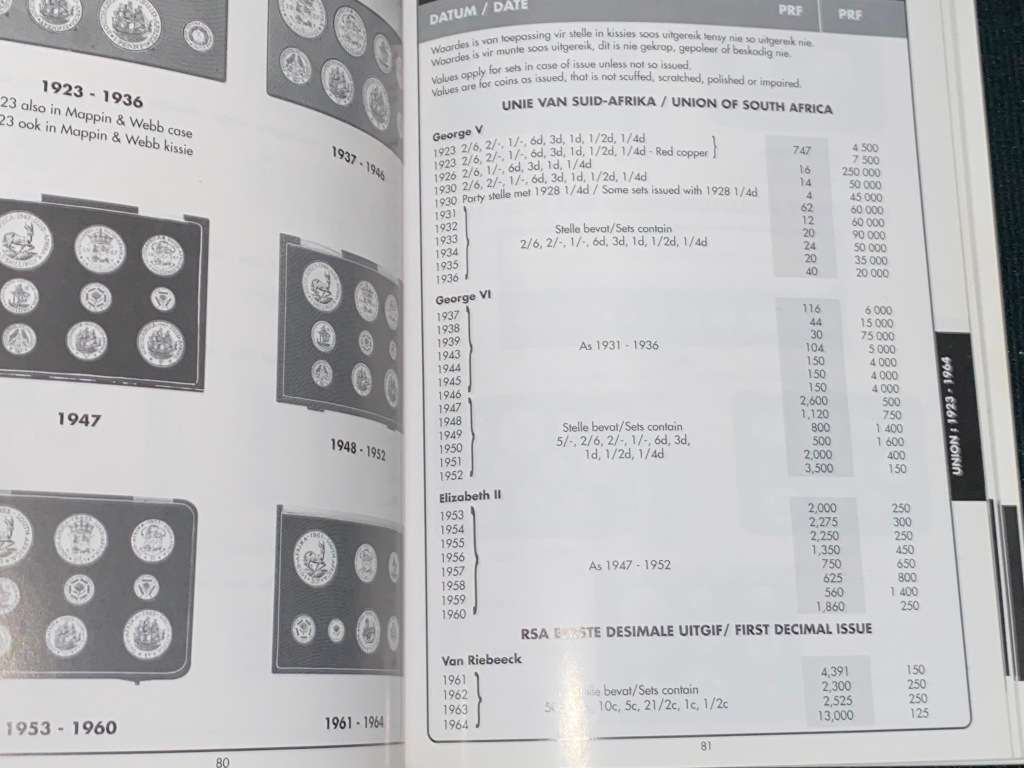 1923 - 1936
23 also in Mappin & Webb case
23 ook in Mappin & Webb kissie
1937 - 1946
1947
1948 - 1952
1953 - 1960
1961 - 1964
80
DATUM / DATE PRF PRF
Waardes is van toepassing vir stelle in kissies soos uitgereik tensy nie so uitgereik nie.
Waardes is vir munte soos uitgereik, dit is nie gekrap, gepoleer of beskadig nie.
Values apply for sets in case of issue unless not so issued.
Values are for coins as issued, that is not scuffed, scratched, polished or impaired.
UNIE VAN SUID-AFRIKA / UNION OF SOUTH AFRICA
George V
1923 2/6, 2/-, 1/-, 6d, 3d, 1d, 1/2d, 1/4d 747 4 500
1923 2/6, 2/-, 1/-, 6d, 3d, 1d, 1/2d, 1/4d - Red copper 7 500
1926 2/6, 1/-, 6d, 3d, 1d, 1/4d 16 250 000
1930 2/6, 2/-, 1/-, 6d, 3d, 1d, 1/2d, 1/4d 14 50 000
1930 Party stelle met 1928 1/4d / Some sets issued with 1928 1/4d 4 45 000
1931 62 60 000
1932 12 60 000
Stelle bevat/Sets contain
1933 20 90 000
2/6, 2/-, 1/-, 6d, 3d, 1d, 1/2d, 1/4d
1934 24 50 000
1935 20 35 000
1936 40 20 000
George VI
1937 116 6 000
1938 44 15 000
1939 30 75 000
As 1931 - 1936
1943 104 5 000
1944 150 4 000
1945 150 4 000
1946 150 4 000
1947 2,600 500
1948 1,120 750
Stelle bevat/Sets contain
1949 800 1 400
5/-, 2/6, 2/-, 1/-, 6d, 3d,
1950 500 1 600
1d, 1/2d, 1/4d
1951 2,000 400
1952 3,500 150
Elizabeth II
1953 2,000 250
1954 2,275 300
1955 2,250 250
1956 1,350 450
As 1947 - 1952
1957 750 650
1958 625 800
1959 560 1 400
1960 1,860 250
RSA DESIMALE UITGIF/ FIRST DECIMAL ISSUE
Van Riebeeck
1961 4,391 150
1962 2,300 250
bevat/Sets contain
1963 2,525 250
10c, 5c, 21/2c, 1c, 1/2c
1964 13,000 125
81
UNION : 1923 - 1964